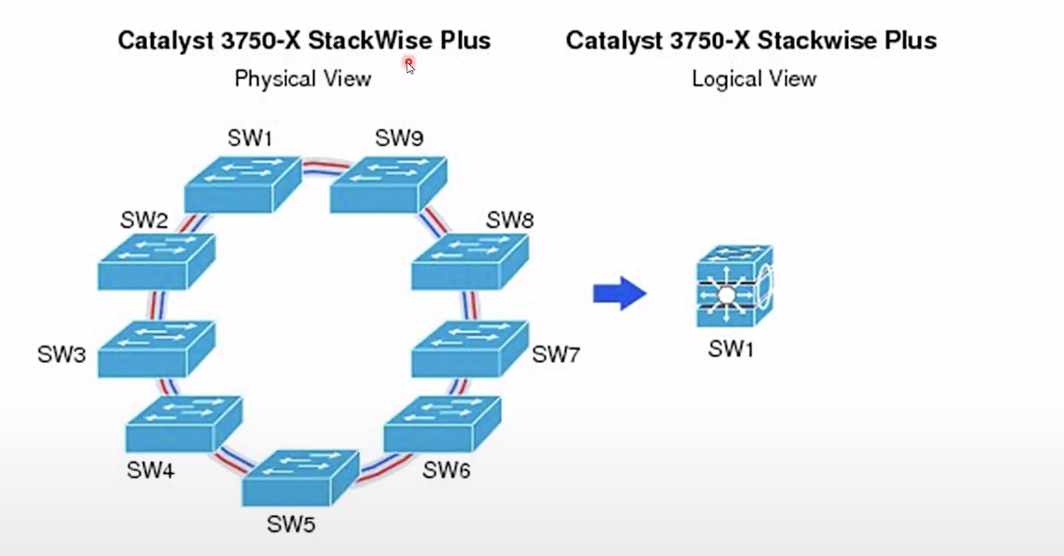 Catalyst 3750-X StackWise Plus
Physical View
Catalyst 3750-X Stackwise Plus
Logical View
SW1
SW9
SW2
SW8
SW3
SW7
SW4
SW6
SW5
SW1